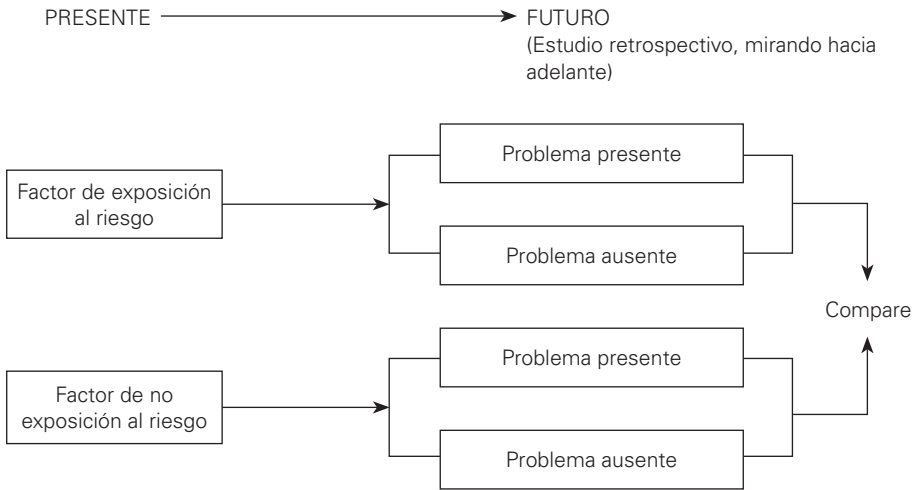 PRESENTE
FUTURO
(Estudio retrospectivo, mirando hacia
adelante)
Problema presente
Factor de exposición
al riesgo
Problema ausente
Compare
Problema presente
Factor de no
exposición al riesgo
Problema ausente